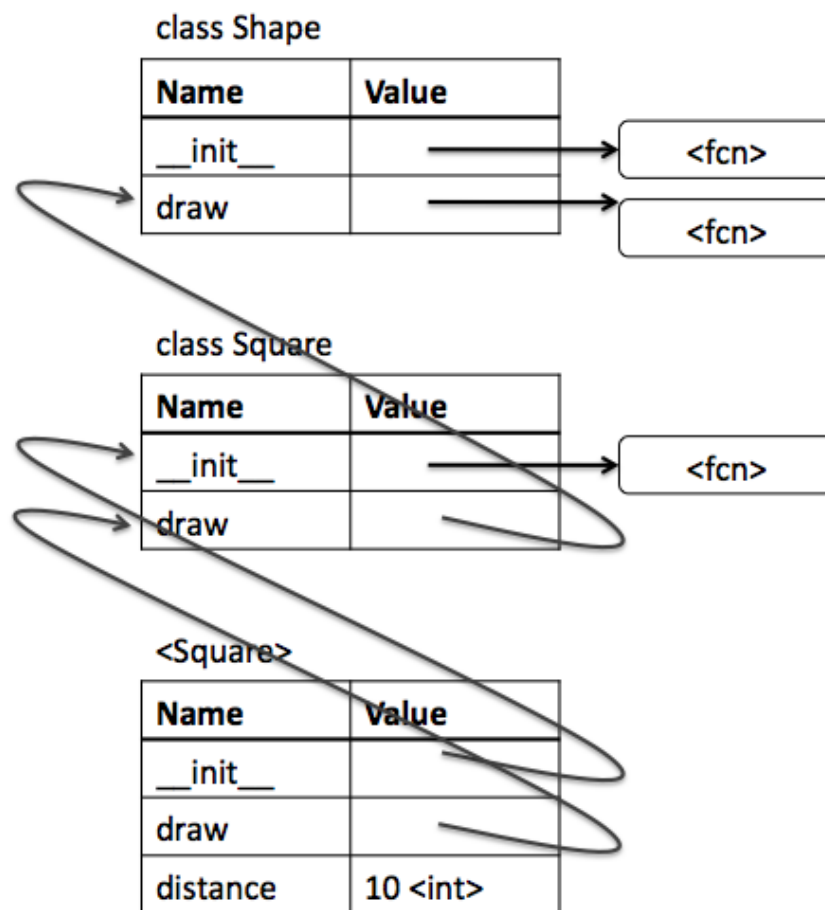 class Shape
Name Value
__init__ <fcn>
draw <fcn>
class Square
Name Value
__init__ <fcn>
draw
<Square>
Name Value
__init__
draw
distance 10 <int>